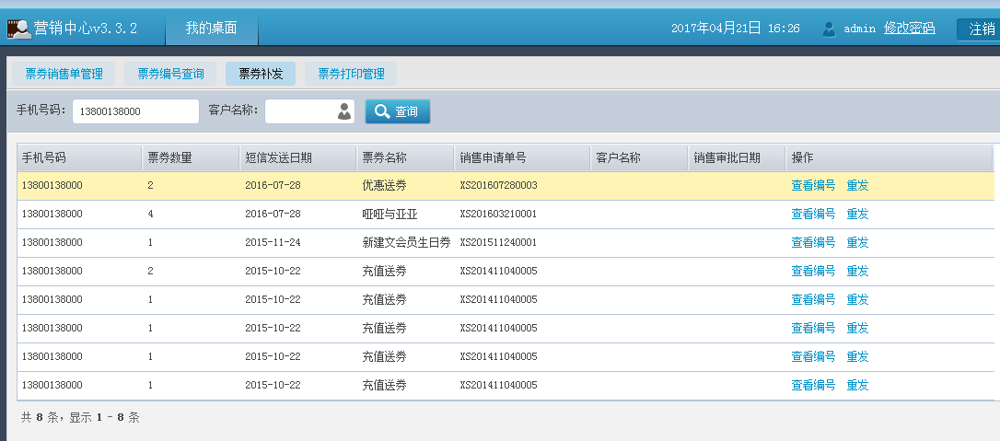 营销中心v3.3.2 我的桌面 2017年04月21日 16:26 admin 修改密码 注销
票券销售单管理 票券编号查询 票券补发 票券打印管理
手机号码: 13800138000 客户名称: 查询
手机号码 票券数量 短信发送日期 票券名称 销售申请单号 客户名称 销售审批日期 操作
13800138000 2 2016-07-28 优惠送券 XS201607280003 查看编号 重发
13800138000 4 2016-07-28 哑哑与亚亚 XS201603210001 查看编号 重发
13800138000 1 2015-11-24 新建文会员生日券 XS201511240001 查看编号 重发
13800138000 2 2015-10-22 充值送券 XS201411040005 查看编号 重发
13800138000 1 2015-10-22 充值送券 XS201411040005 查看编号 重发
13800138000 1 2015-10-22 充值送券 XS201411040005 查看编号 重发
13800138000 1 2015-10-22 充值送券 XS201411040005 查看编号 重发
13800138000 1 2015-10-22 充值送券 XS201411040005 查看编号 重发
共 8 条，显示 1 - 8 条